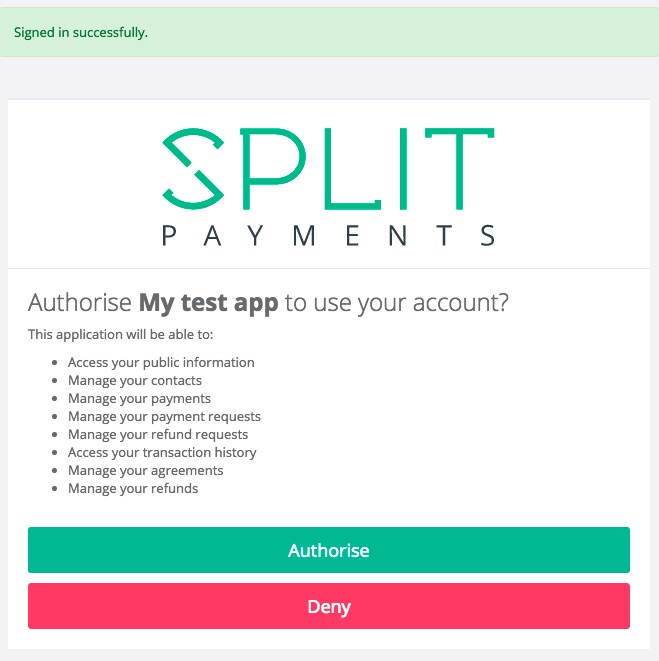 Signed in successfully.
SPLIT
PAYMENTS
Authorise My test app to use your account?
This application will be able to:
Access your public information
Manage your contacts
Manage your payments
Manage your payment requests
Manage your refund requests
Access your transaction history
Manage your agreements
Manage your refunds
Authorise
Deny